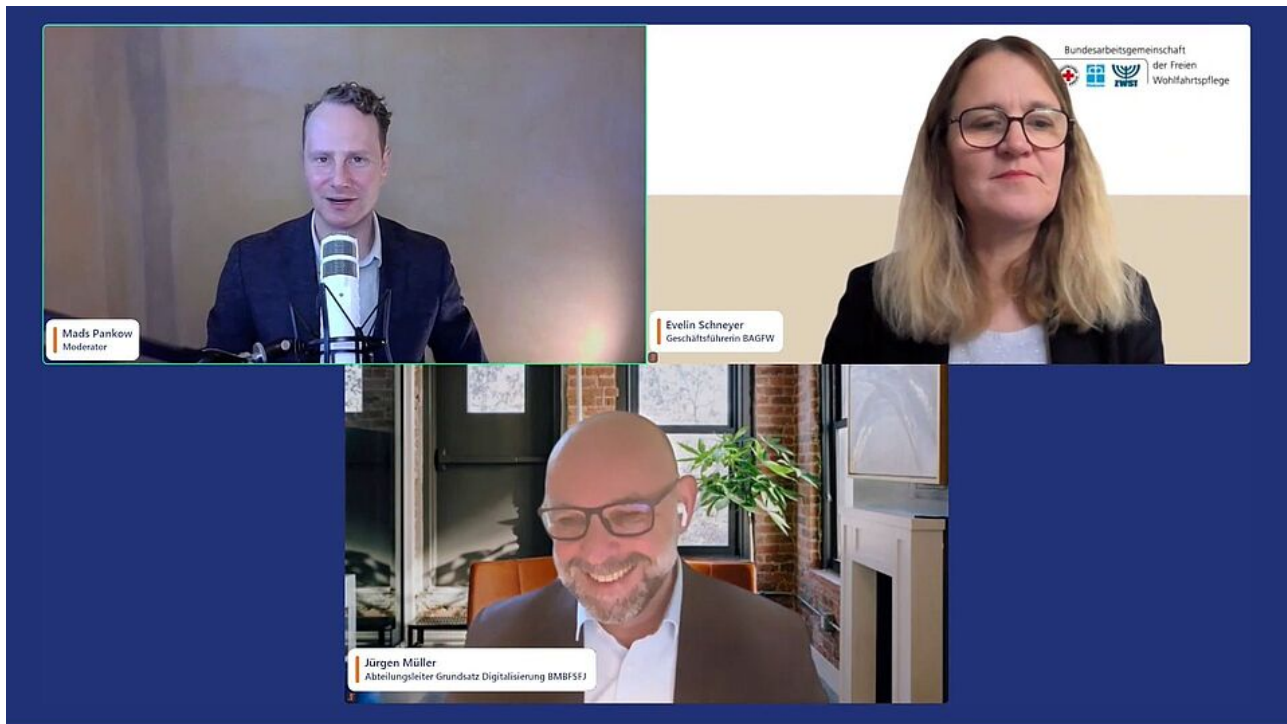 Mads Pankow
Moderator
Bundesarbeitsgemeinschaft
der Freien
Wohlfahrtspflege
ZWST
Evelin Schneyer
Geschäftsführerin BAGFW
Jürgen Müller
Abteilungsleiter Grundsatz Digitalisierung BMBFSFJ